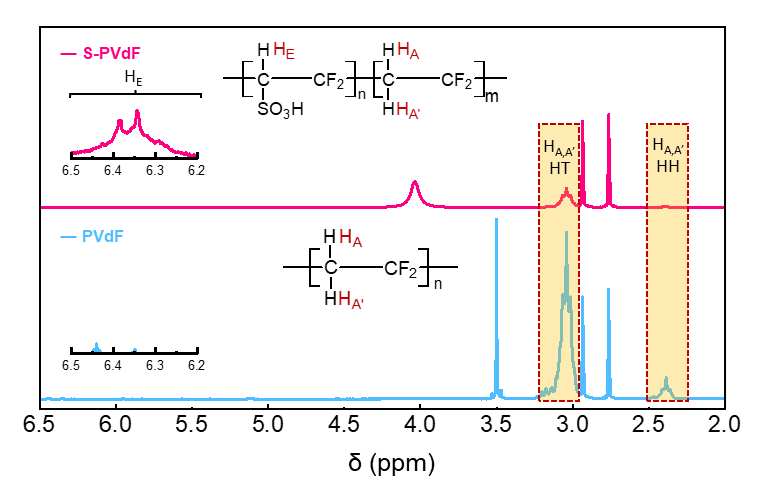 — S-PVdF
H_E
6.5 6.4 6.3 6.2
H H_E H H_A
[C CF₂]n [C CF₂]m
SO₃H HH_A'
H_A,A'
HT
H_A,A'
HH
— PVdF
H H_A
[C CF₂]n
HH_A'
6.5 6.4 6.3 6.2
6.5 6.0 5.5 5.0 4.5 4.0 3.5 3.0 2.5 2.0
δ (ppm)